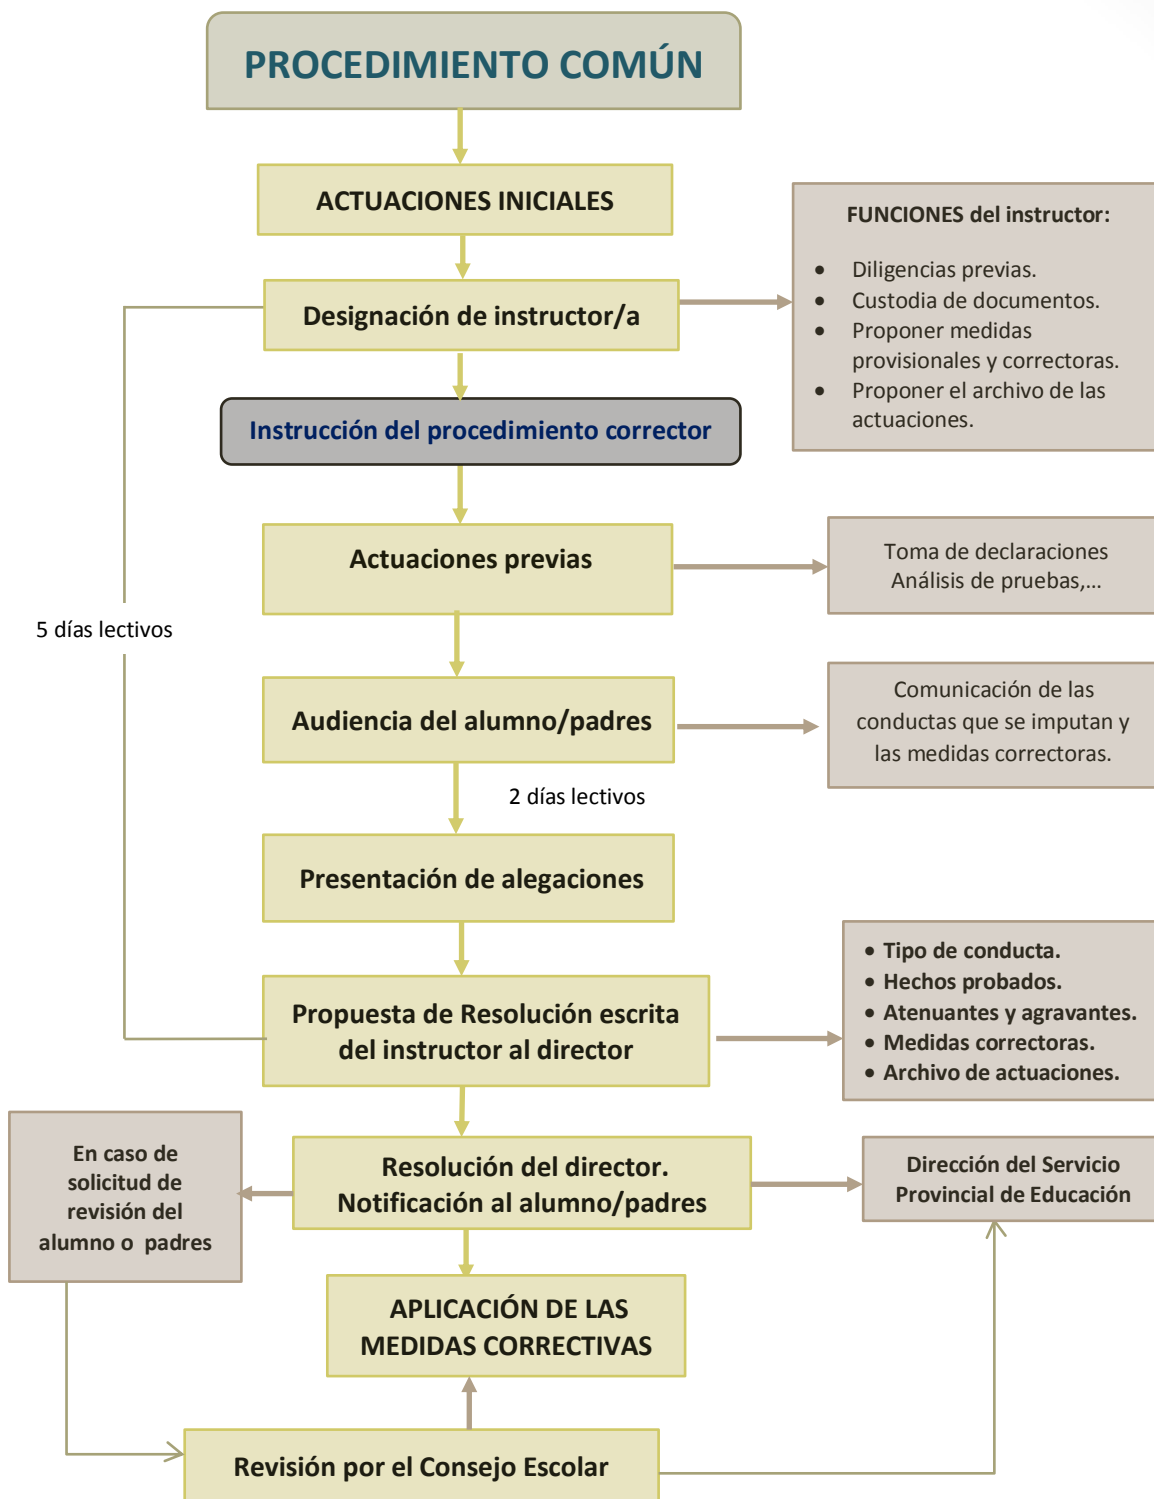 PROCEDIMIENTO COMÚN
ACTUACIONES INICIALES
FUNCIONES del instructor:
• Diligencias previas.
• Custodia de documentos.
• Proponer medidas
provisionales y correctoras.
• Proponer el archivo de las
actuaciones.
Designación de instructor/a
Instrucción del procedimiento corrector
Actuaciones previas
Toma de declaraciones
Análisis de pruebas,...
5 días lectivos
Audiencia del alumno/padres
Comunicación de las
conductas que se imputan y
las medidas correctoras.
2 días lectivos
Presentación de alegaciones
Propuesta de Resolución escrita
del instructor al director
• Tipo de conducta.
• Hechos probados.
• Atenuantes y agravantes.
• Medidas correctoras.
• Archivo de actuaciones.
En caso de
solicitud de
revisión del
alumno o padres
Resolución del director.
Notificación al alumno/padres
Dirección del Servicio
Provincial de Educación
APLICACIÓN DE LAS
MEDIDAS CORRECTIVAS
Revisión por el Consejo Escolar